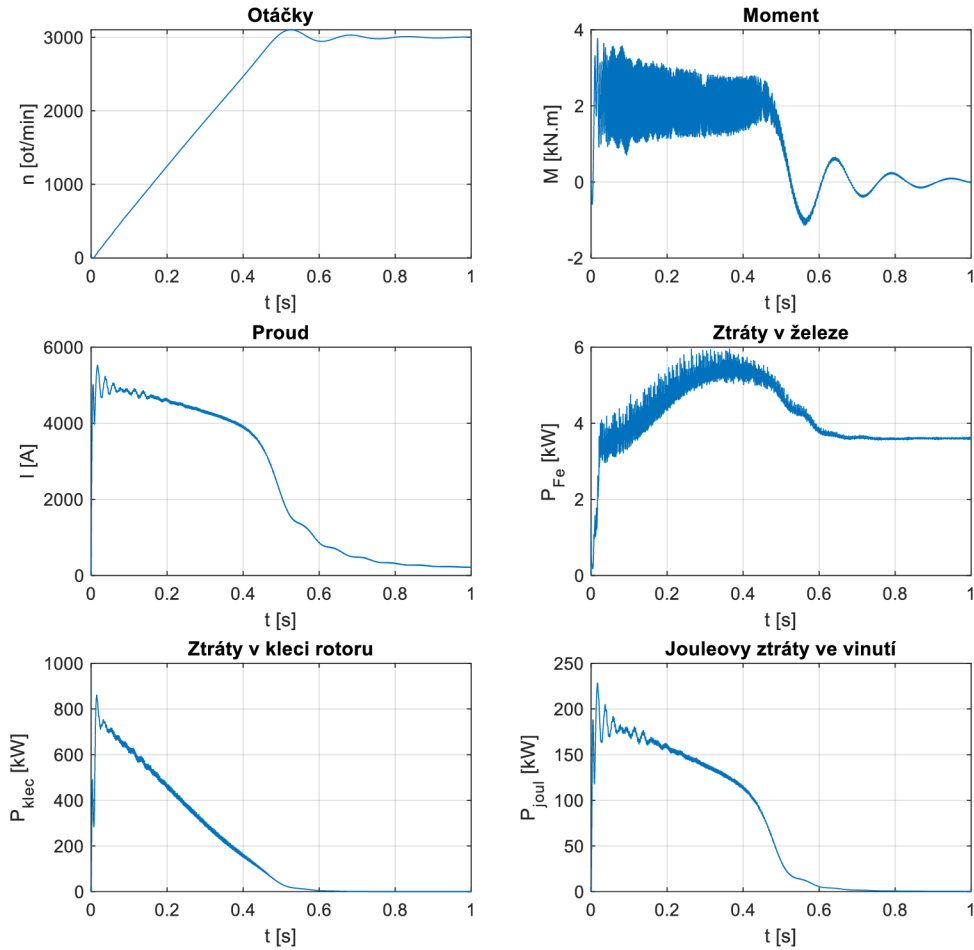 Otáčky
3000
2000
1000
0
n [ot/min]
0 0.2 0.4 0.6 0.8 1
t [s]
Moment
4
2
0
-2
M [kN.m]
0 0.2 0.4 0.6 0.8 1
t [s]
Proud
6000
4000
2000
0
I [A]
0 0.2 0.4 0.6 0.8 1
t [s]
Ztráty v železe
6
4
2
0
P_Fe [kW]
0 0.2 0.4 0.6 0.8 1
t [s]
Ztráty v kleci rotoru
1000
800
600
400
200
0
P_klec [kW]
0 0.2 0.4 0.6 0.8 1
t [s]
Jouleovy ztráty ve vinutí
250
200
150
100
50
0
P_joul [kW]
0 0.2 0.4 0.6 0.8 1
t [s]